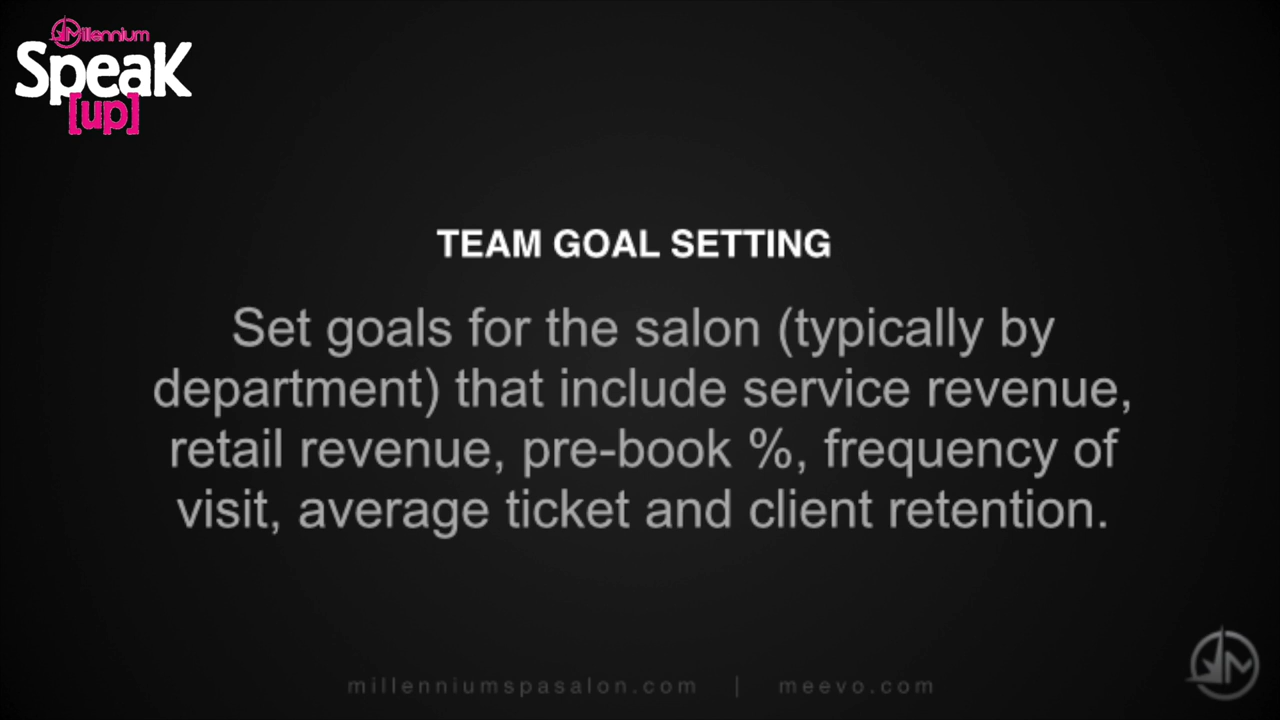 Millennium
Speak
[up]
TEAM GOAL SETTING
Set goals for the salon (typically by
department) that include service revenue,
retail revenue, pre-book %, frequency of
visit, average ticket and client retention.
millenniumspasalon.com | meevo.com